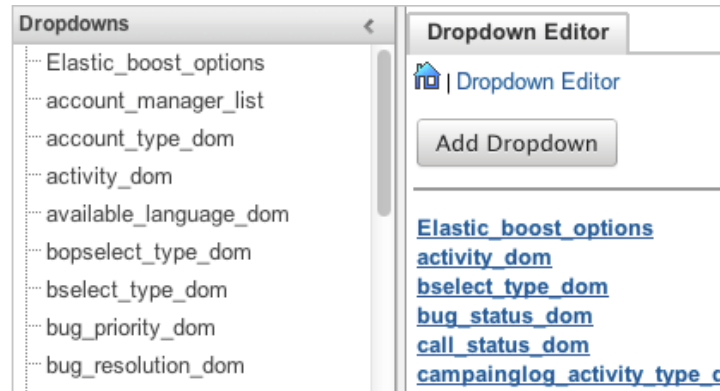 Dropdowns
Elastic_boost_options
account_manager_list
account_type_dom
activity_dom
available_language_dom
bopselect_type_dom
bselect_type_dom
bug_priority_dom
bug_resolution_dom
Dropdown Editor
| Dropdown Editor
Add Dropdown
Elastic_boost_options
activity_dom
bselect_type_dom
bug_status_dom
call_status_dom
campainglog_activity_type_